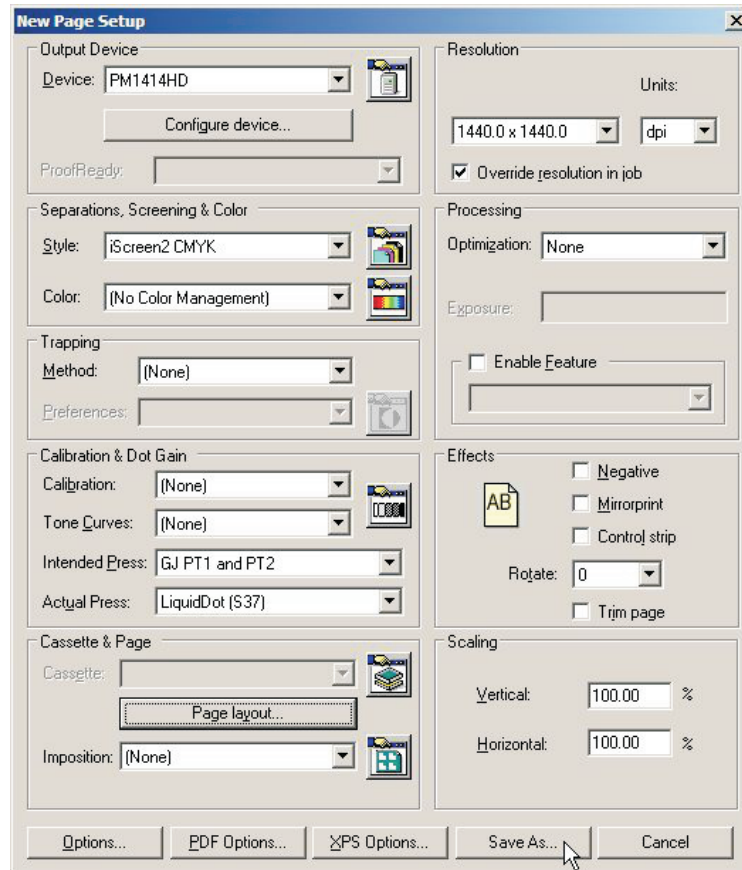 New Page Setup
Output Device
Device: PM1414HD
Configure device...
ProofReady:
Resolution
Units:
1440.0 x 1440.0 dpi
Override resolution in job
Separations, Screening & Color
Style: iScreen2 CMYK
Color: (No Color Management)
Processing
Optimization: None
Exposure:
Enable Feature
Trapping
Method: (None)
Preferences:
Calibration & Dot Gain
Calibration: (None)
Tone Curves: (None)
Intended Press: GJ PT1 and PT2
Actual Press: LiquidDot (S37)
Effects
AB
Negative
Mirrorprint
Control strip
Rotate: 0
Trim page
Cassette & Page
Cassette:
Page layout...
Imposition: (None)
Scaling
Vertical: 100.00 %
Horizontal: 100.00 %
Options... PDF Options... XPS Options... Save As... Cancel